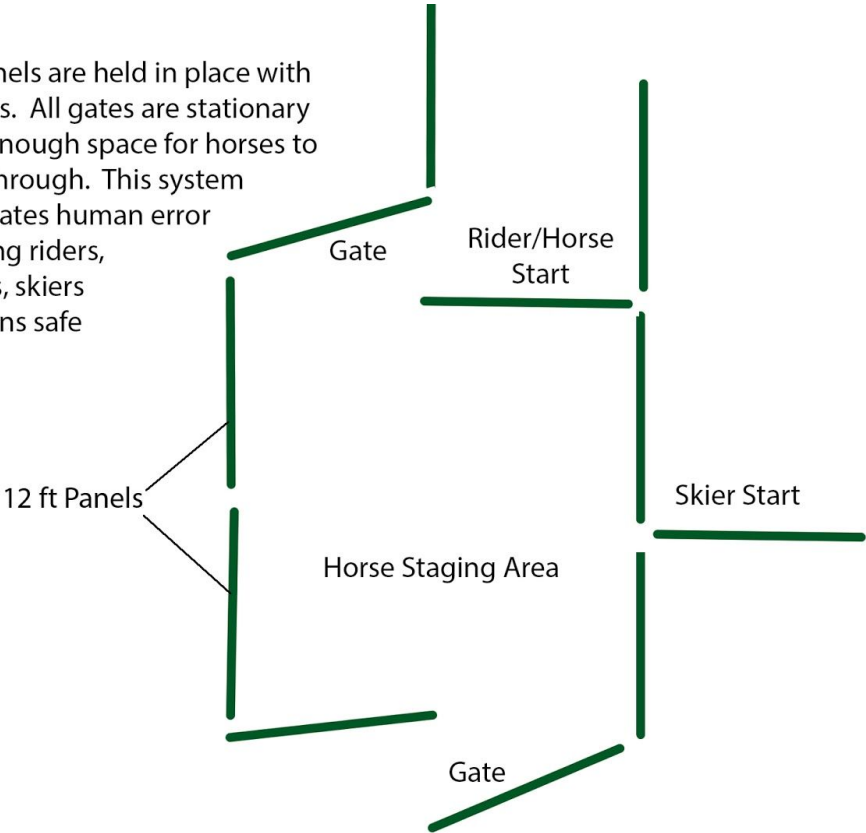 nels are held in place with
s. All gates are stationary
nough space for horses to
hrough. This system
ates human error
ng riders,
s, skiers
ns safe
Gate
Rider/Horse
Start
12 ft Panels
Skier Start
Horse Staging Area
Gate